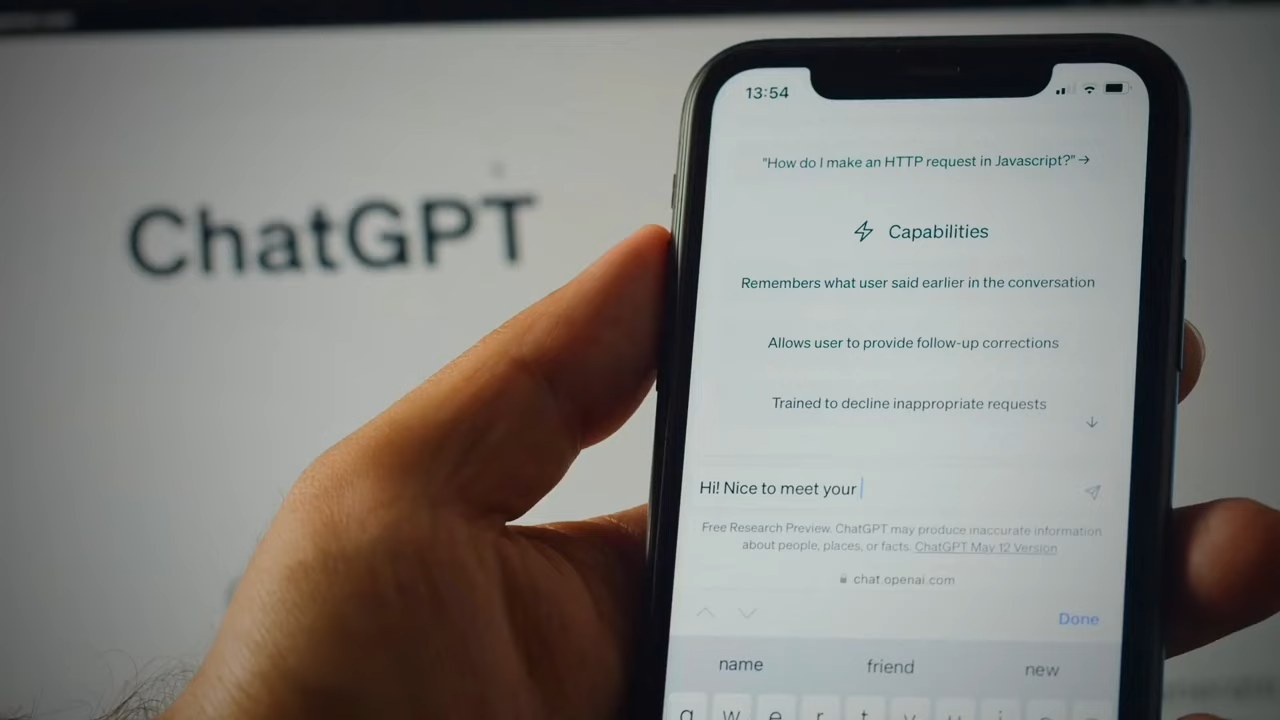 ChatGPT
13:54
"How do I make an HTTP request in Javascript?" →
Capabilities
Remembers what user said earlier in the conversation
Allows user to provide follow-up corrections
Trained to decline inappropriate requests
Hi! Nice to meet your
Free Research Preview. ChatGPT may produce inaccurate information
about people, places, or facts. ChatGPT May 12 Version
chat.openai.com
Done
name friend new
q w e r t y u i o p